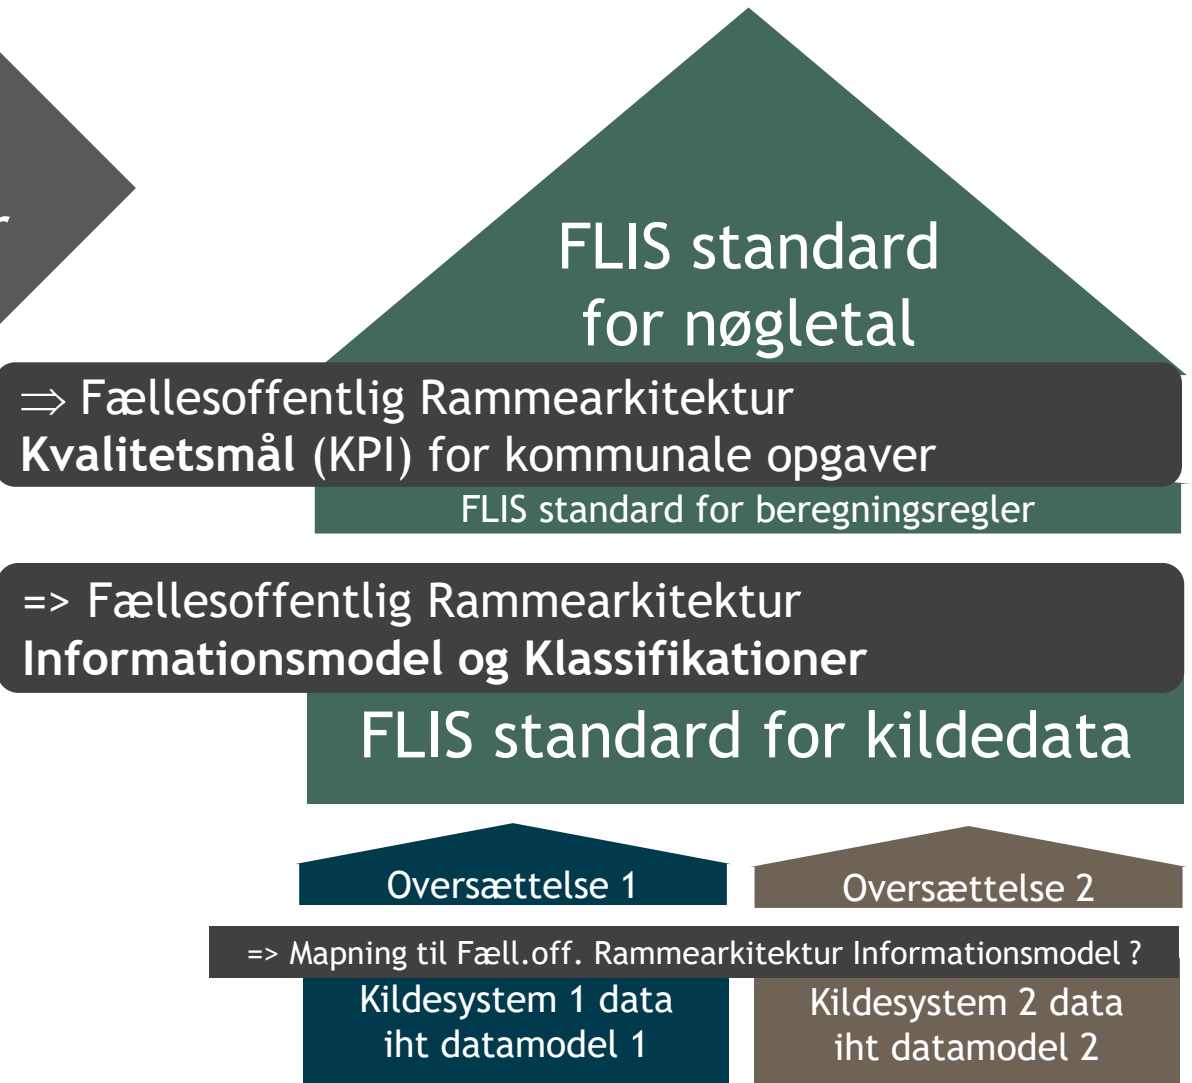 FLIS standard
for nøgletal
⇒ Fællesoffentlig Rammearkitektur
Kvalitetsmål (KPI) for kommunale opgaver
FLIS standard for beregningsregler
=> Fællesoffentlig Rammearkitektur
Informationsmodel og Klassifikationer
FLIS standard for kildedata
Oversættelse 1
Oversættelse 2
=> Mapning til Fæll.off. Rammearkitektur Informationsmodel ?
Kildesystem 1 data
iht datamodel 1
Kildesystem 2 data
iht datamodel 2